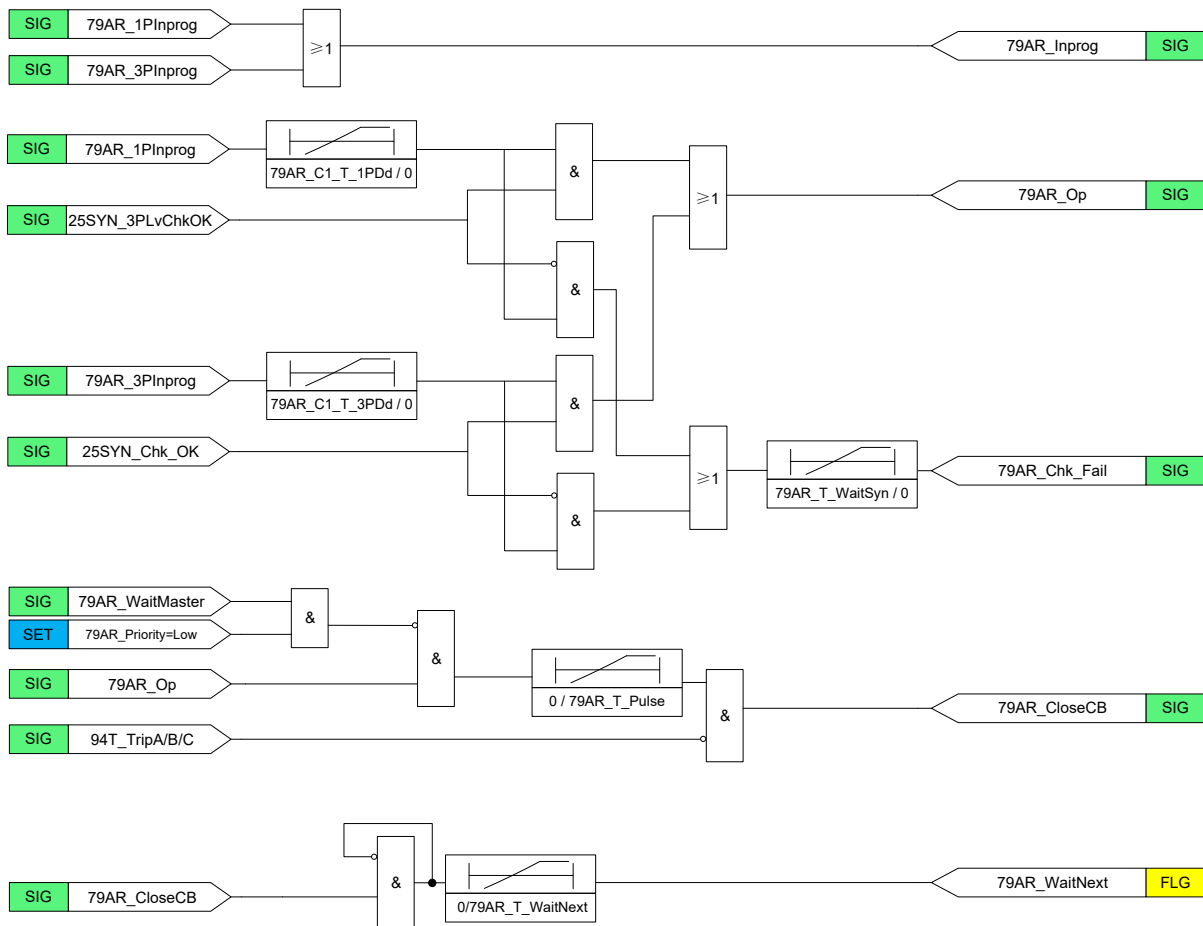 SIG 79AR_1PInprog
≥1
79AR_Inprog SIG
SIG 79AR_3PInprog
SIG 79AR_1PInprog
79AR_C1_T_1PDd / 0
&
≥1
79AR_Op SIG
SIG 25SYN_3PLvChkOK
&
SIG 79AR_3PInprog
79AR_C1_T_3PDd / 0
&
SIG 25SYN_Chk_OK
≥1
79AR_T_WaitSyn / 0
79AR_Chk_Fail SIG
&
SIG 79AR_WaitMaster
&
SET 79AR_Priority=Low
&
SIG 79AR_Op
0 / 79AR_T_Pulse
&
79AR_CloseCB SIG
SIG 94T_TripA/B/C
SIG 79AR_CloseCB
&
0/79AR_T_WaitNext
79AR_WaitNext FLG